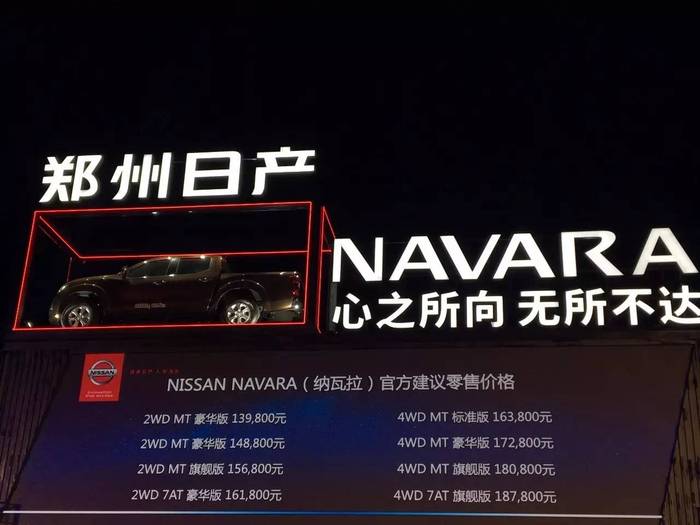 郑州日产
NAVARA
心之所向 无所不达
NISSAN
NISSAN NAVARA（纳瓦拉）官方建议零售价格
2WD MT 豪华版 139,800元
2WD MT 豪华版 148,800元
2WD MT 旗舰版 156,800元
2WD 7AT 豪华版 161,800元
4WD MT 标准版 163,800元
4WD MT 豪华版 172,800元
4WD MT 旗舰版 180,800元
4WD 7AT 旗舰版 187,800元